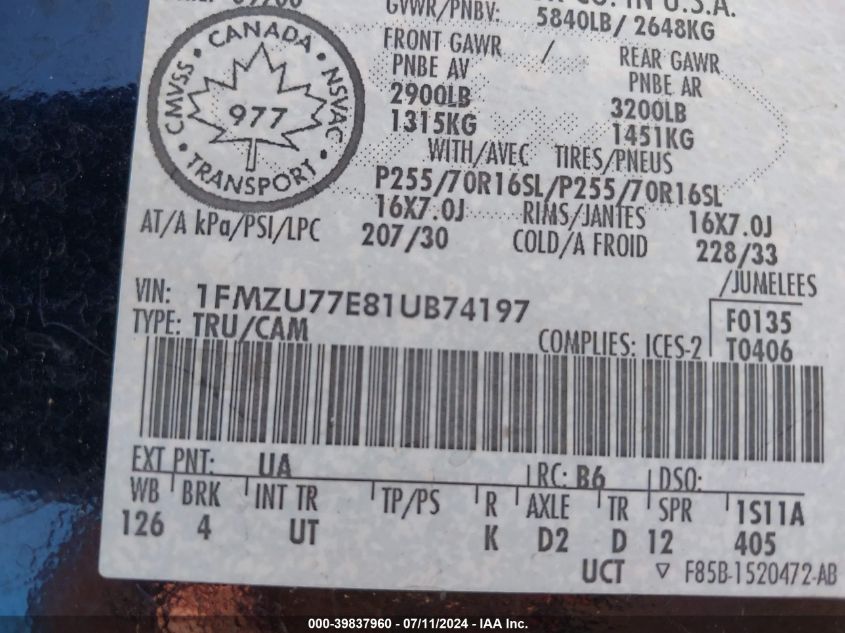 CO. IN U.S.A.
GVWR/PNBV: 5840LB/ 2648KG
CANADA
CMVSS
NSVAC
977
TRANSPORT
FRONT GAWR / REAR GAWR
PNBE AV PNBE AR
2900LB 3200LB
1315KG 1451KG
WITH/AVEC TIRES/PNEUS
P255/70R16SL/P255/70R16SL
16X7.0J RIMS/JANTES 16X7.0J
AT/A kPa/PSI/LPC 207/30 COLD/A FROID 228/33
/JUMELEES
VIN: 1FMZU77E81UB74197
F0135
TYPE: TRU/CAM COMPLIES: ICES-2 T0406
EXT PNT: UA RC: B6 DSO:
WB BRK INT TR TP/PS R AXLE TR SPR 1S11A
126 4 UT K D2 D 12 405
UCT ▽ F85B-1520472-AB
000-39837960 - 07/11/2024 - IAA Inc.